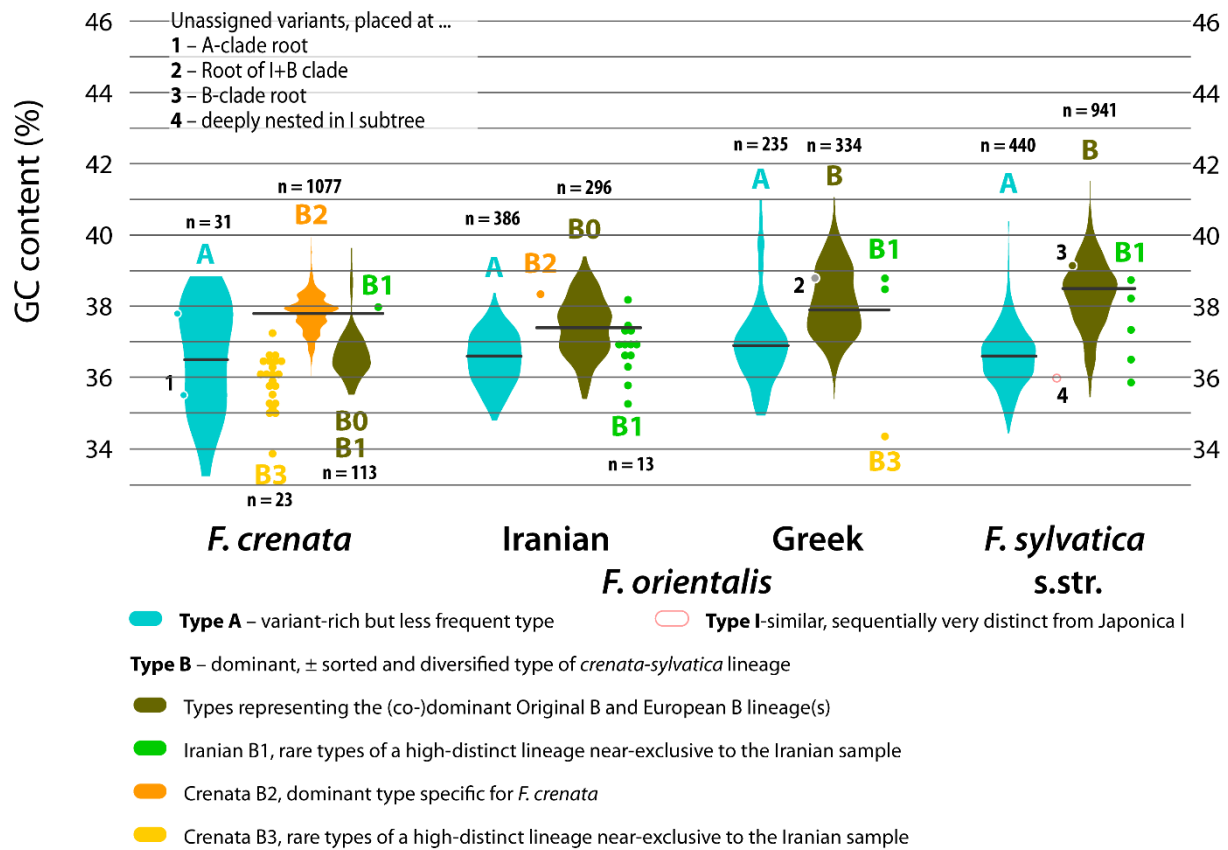 46
Unassigned variants, placed at ...
46
1 – A-clade root
2 – Root of I+B clade
44
3 – B-clade root
44
4 – deeply nested in I subtree
n = 941
n = 235
n = 334
n = 440
B
42
A
B
A
42
n = 1077
n = 296
n = 31
B2
n = 386
B0
40
A
B1
3
B1
40
A
B2
B1
2
38
38
GC content (%)
1
36
4
36
B0
B1
34
B1
B3
34
B3
n = 113
n = 13
n = 23
F. crenata
Iranian
Greek
F. sylvatica
F. orientalis
s.str.
Type A – variant-rich but less frequent type
Type I-similar, sequentially very distinct from Japonica I
Type B – dominant, ± sorted and diversified type of crenata-sylvatica lineage
Types representing the (co-)dominant Original B and European B lineage(s)
Iranian B1, rare types of a high-distinct lineage near-exclusive to the Iranian sample
Crenata B2, dominant type specific for F. crenata
Crenata B3, rare types of a high-distinct lineage near-exclusive to the Iranian sample